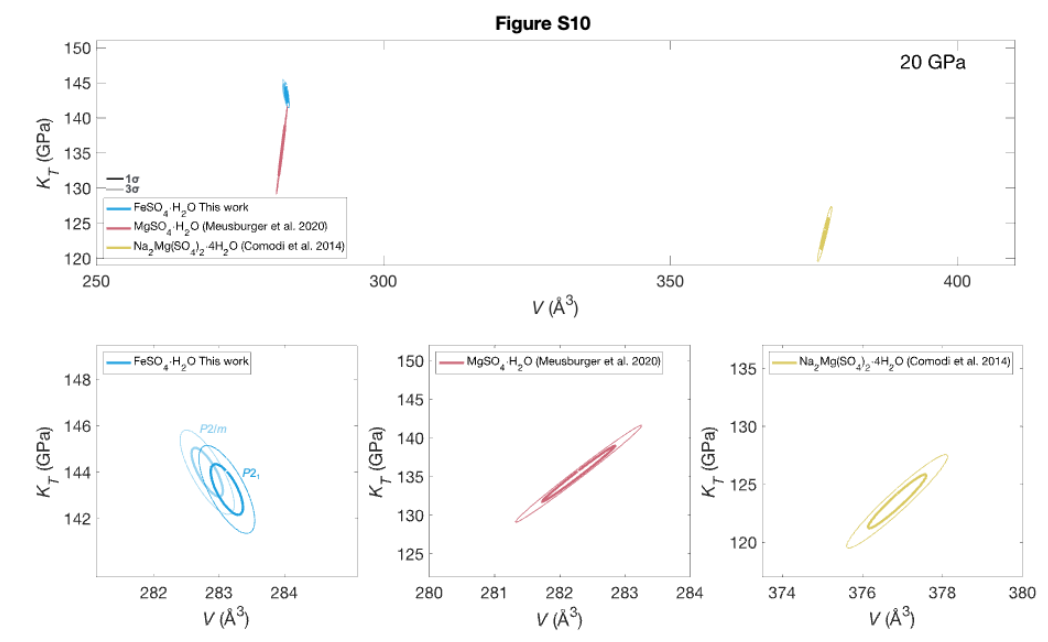 Figure S10
150
145
140
135
130
125
120
K_T (GPa)
20 GPa
1σ
3σ
FeSO₄·H₂O This work
MgSO₄·H₂O (Meusburger et al. 2020)
Na₂Mg(SO₄)₂·4H₂O (Comodi et al. 2014)
250 300 350 400
V (Å³)
FeSO₄·H₂O This work
148
146
144
142
K_T (GPa)
P2/m
P2₁
282 283 284
V (Å³)
MgSO₄·H₂O (Meusburger et al. 2020)
150
145
140
135
130
125
K_T (GPa)
280 281 282 283 284
V (Å³)
Na₂Mg(SO₄)₂·4H₂O (Comodi et al. 2014)
135
130
125
120
K_T (GPa)
374 376 378 380
V (Å³)